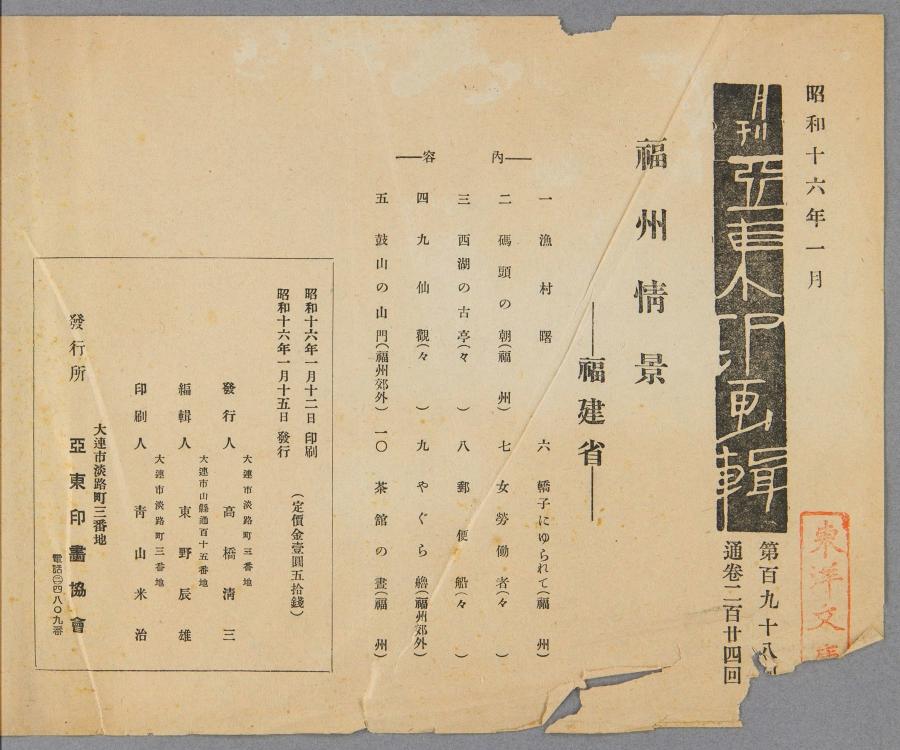 昭和十六年一月
月刊 亞東印画輯
第百九十八
通卷二百廿四回
東洋文庫
福州情景
――福建省――
――内 容――
一 漁村曙
二 碼頭の朝(福州)
三 西湖の古亭(々)
四 九仙觀(々)
五 鼓山の山門(福州郊外)
六 轎子にゆられて(福州)
七 女勞働者(々)
八 郵便船(々)
九 やぐら艪(福州郊外)
一〇 茶館の晝(福州)
昭和十六年一月十二日 印刷
昭和十六年一月十五日 發行
(定價金壹圓五拾錢)
大連市淡路町三番地
發行人 高橋淸三
大連市山縣通百十五番地
編輯人 東野辰雄
大連市淡路町三番地
印刷人 靑山米治
大連市淡路町三番地
發行所 亞東印畫協會
電話㊁四八〇九番